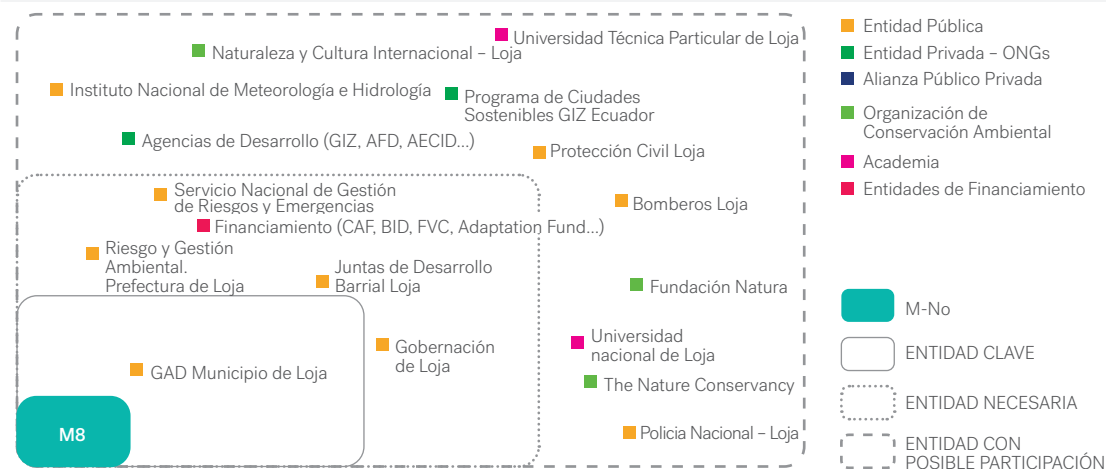 Universidad Técnica Particular de Loja
Naturaleza y Cultura Internacional – Loja
Instituto Nacional de Meteorología e Hidrología
Programa de Ciudades
Sostenibles GIZ Ecuador
Agencias de Desarrollo (GIZ, AFD, AECID...)
Protección Civil Loja
Servicio Nacional de Gestión
de Riesgos y Emergencias
Bomberos Loja
Financiamiento (CAF, BID, FVC, Adaptation Fund...)
Riesgo y Gestión
Ambiental.
Prefectura de Loja
Juntas de Desarrollo
Barrial Loja
Fundación Natura
Universidad
nacional de Loja
Gobernación
de Loja
GAD Municipio de Loja
The Nature Conservancy
M8
Policia Nacional – Loja
Entidad Pública
Entidad Privada – ONGs
Alianza Público Privada
Organización de
Conservación Ambiental
Academia
Entidades de Financiamiento
M-No
ENTIDAD CLAVE
ENTIDAD NECESARIA
ENTIDAD CON
POSIBLE PARTICIPACIÓN